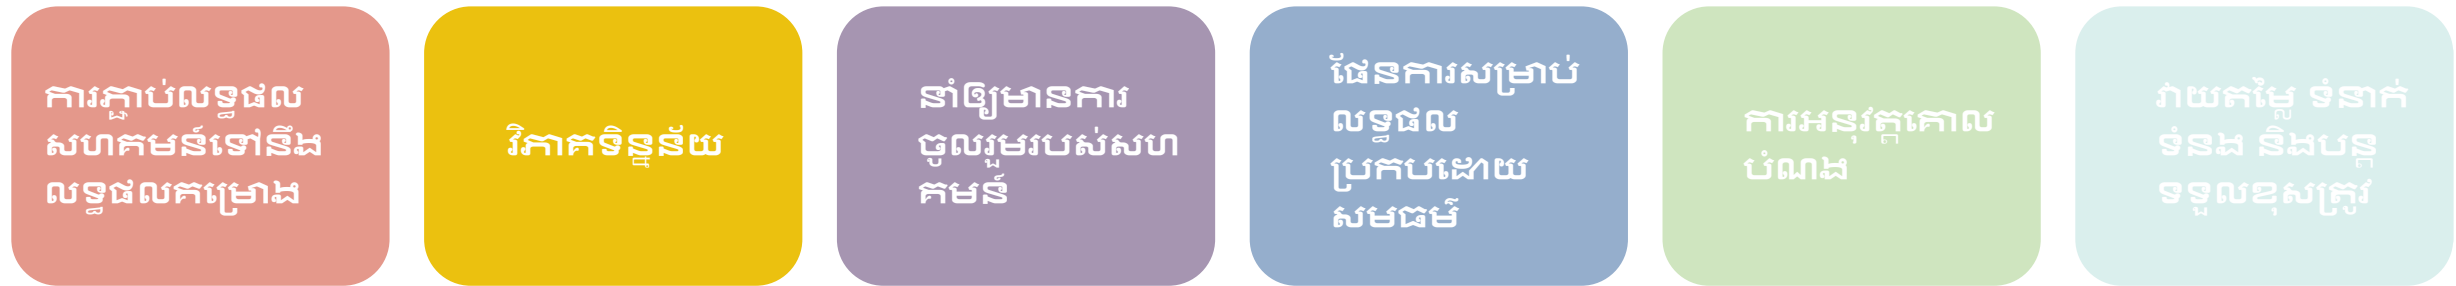 ការភ្ជាប់លទ្ធផល
សហគមន៍ទៅនឹង
លទ្ធផលគម្រោង
វិភាគទិន្នន័យ
នាំឲ្យមានការ
ចូលរួមរបស់សហ
គមន៍
ផែនការសម្រាប់
លទ្ធផល
ប្រកបដោយ
សមធម៌
ការអនុវត្តគោល
បំណង
វាយតម្លៃ ទំនាក់
ទំនង និងបន្ត
ទទួលខុសត្រូវ